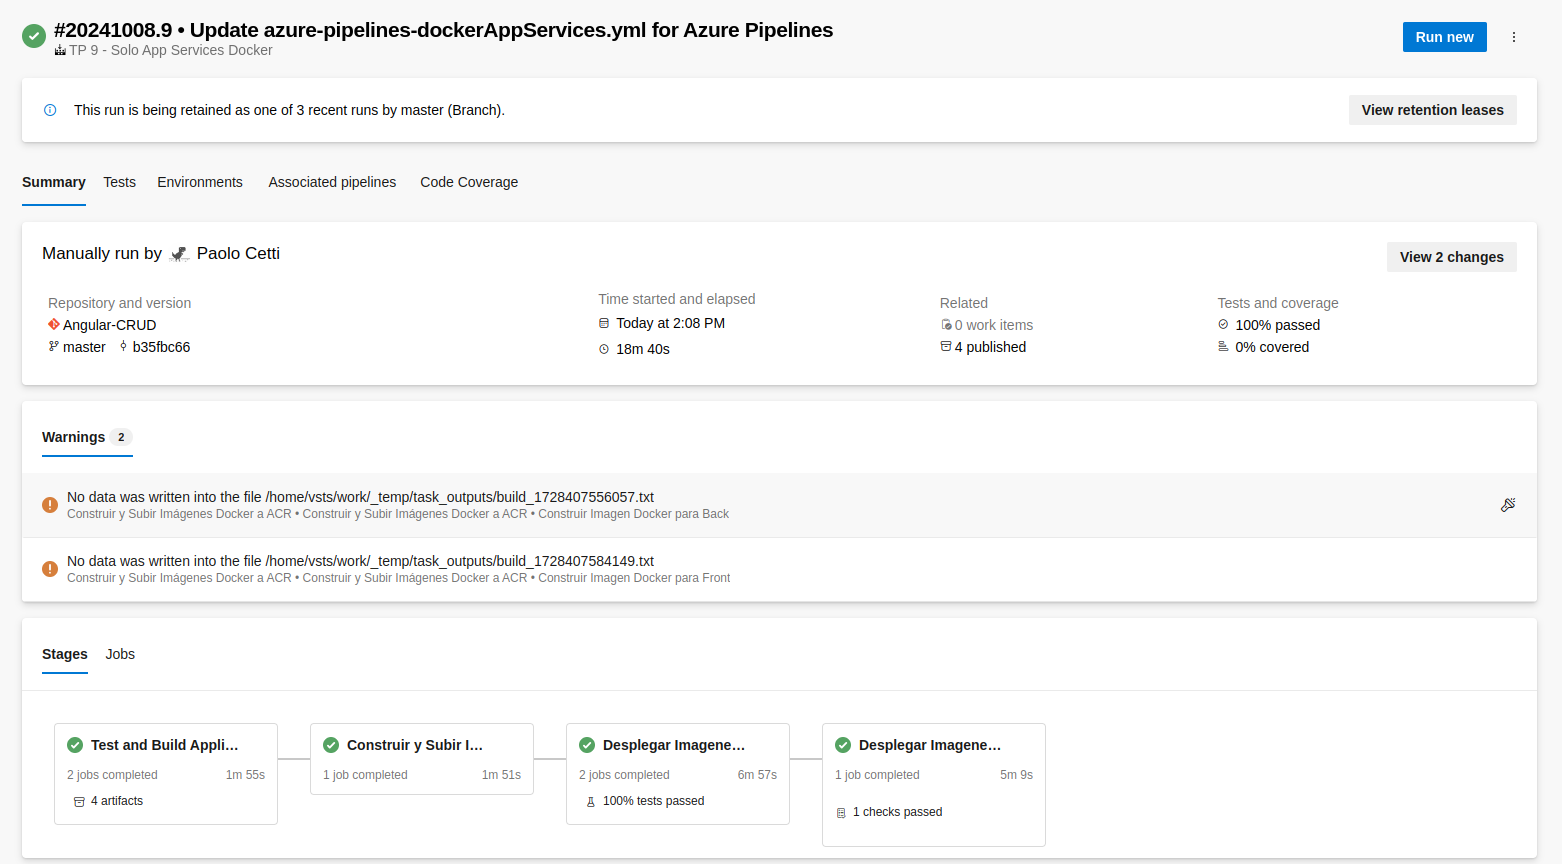 #20241008.9 • Update azure-pipelines-dockerAppServices.yml for Azure Pipelines
TP 9 - Solo App Services Docker
Run new
This run is being retained as one of 3 recent runs by master (Branch).
View retention leases
Summary Tests Environments Associated pipelines Code Coverage
Manually run by Paolo Cetti
View 2 changes
Repository and version
Angular-CRUD
master b35fbc66
Time started and elapsed
Today at 2:08 PM
18m 40s
Related
0 work items
4 published
Tests and coverage
100% passed
0% covered
Warnings 2
No data was written into the file /home/vsts/work/_temp/task_outputs/build_1728407556057.txt
Construir y Subir Imágenes Docker a ACR • Construir y Subir Imágenes Docker a ACR • Construir Imagen Docker para Back
No data was written into the file /home/vsts/work/_temp/task_outputs/build_1728407584149.txt
Construir y Subir Imágenes Docker a ACR • Construir y Subir Imágenes Docker a ACR • Construir Imagen Docker para Front
Stages Jobs
Test and Build Appli...
2 jobs completed 1m 55s
4 artifacts
Construir y Subir I...
1 job completed 1m 51s
Desplegar Imagene...
2 jobs completed 6m 57s
100% tests passed
Desplegar Imagene...
1 job completed 5m 9s
1 checks passed